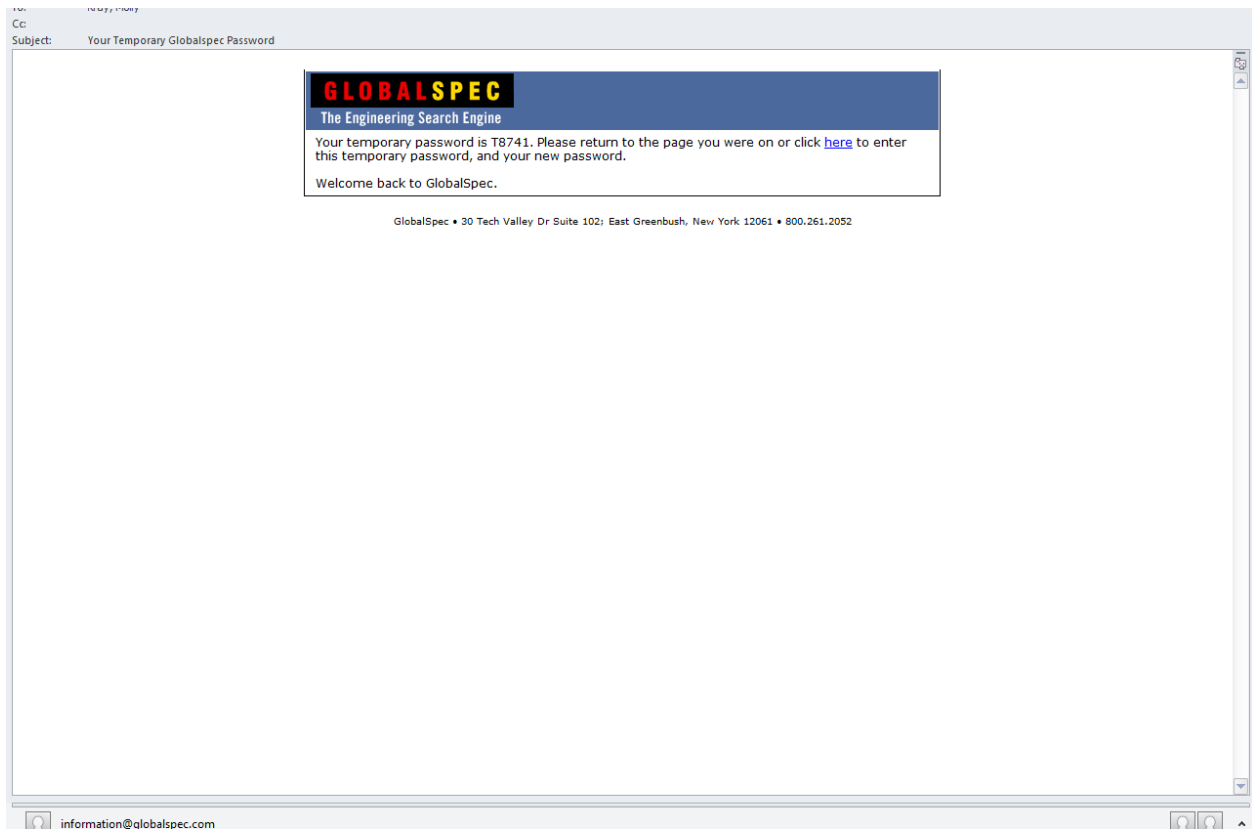 Cc:
Subject: Your Temporary Globalspec Password
GLOBALSPEC
The Engineering Search Engine
Your temporary password is T8741. Please return to the page you were on or click here to enter
this temporary password, and your new password.
Welcome back to GlobalSpec.
GlobalSpec • 30 Tech Valley Dr Suite 102; East Greenbush, New York 12061 • 800.261.2052
information@globalspec.com